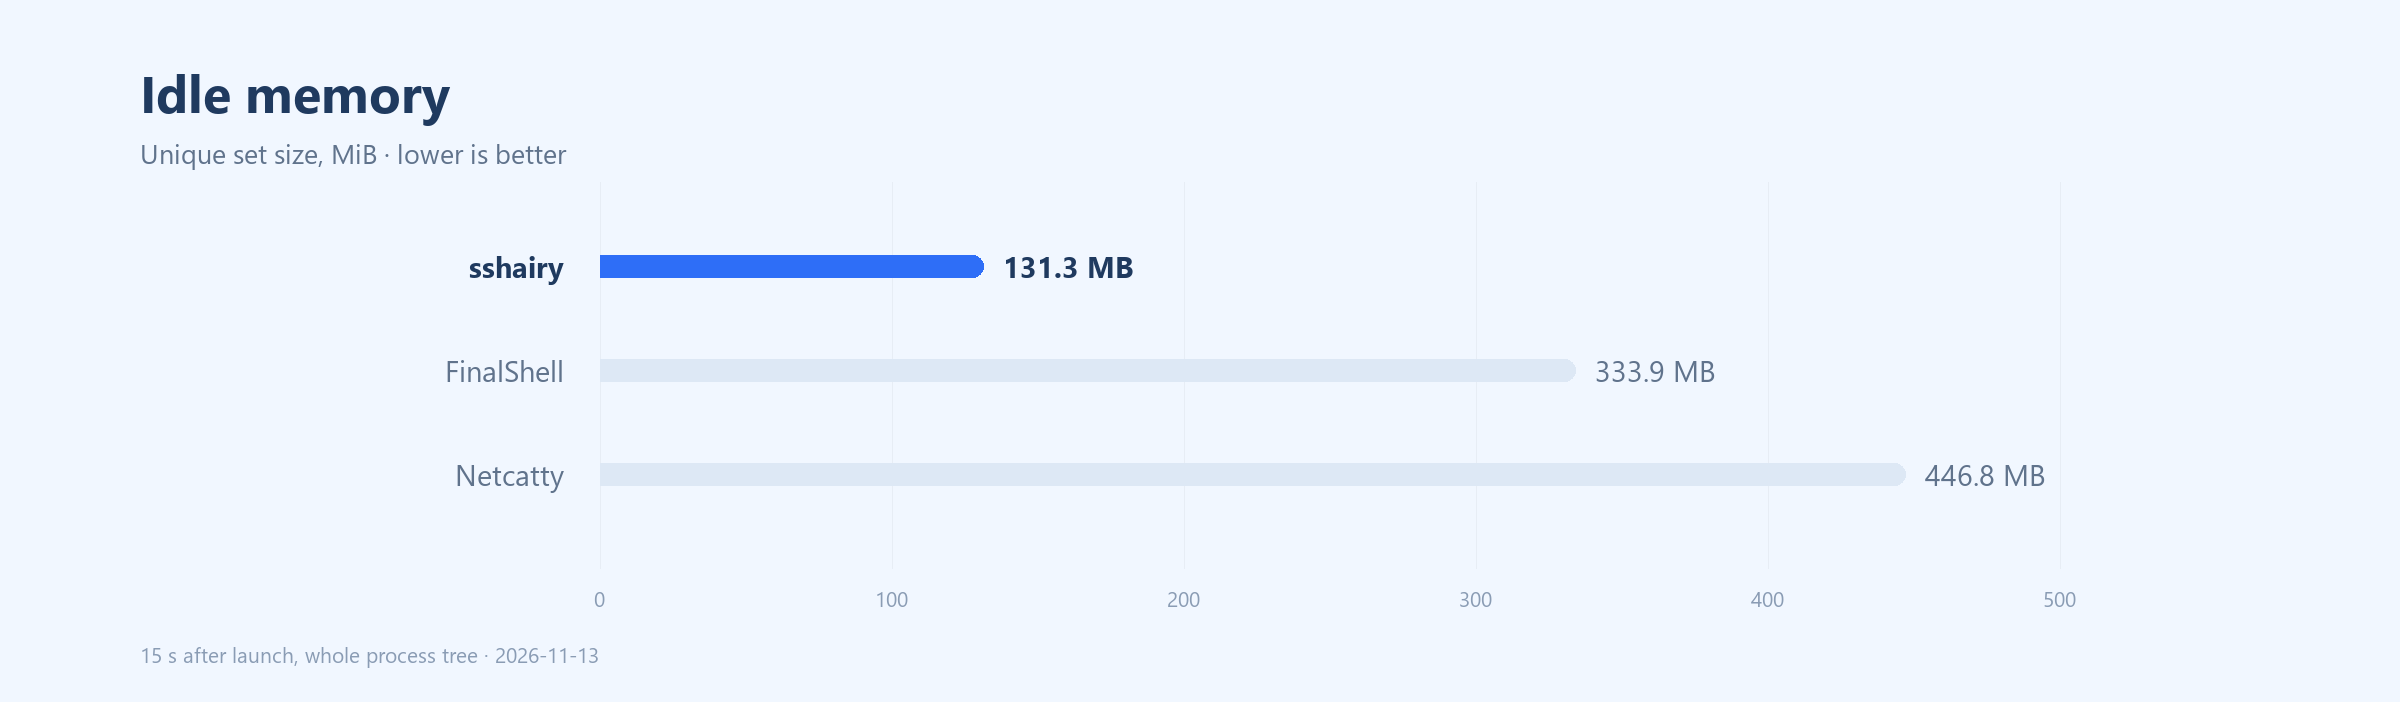 Idle memory
Unique set size, MiB · lower is better
sshairy 131.3 MB
FinalShell 333.9 MB
Netcatty 446.8 MB
0 100 200 300 400 500
15 s after launch, whole process tree · 2026-11-13